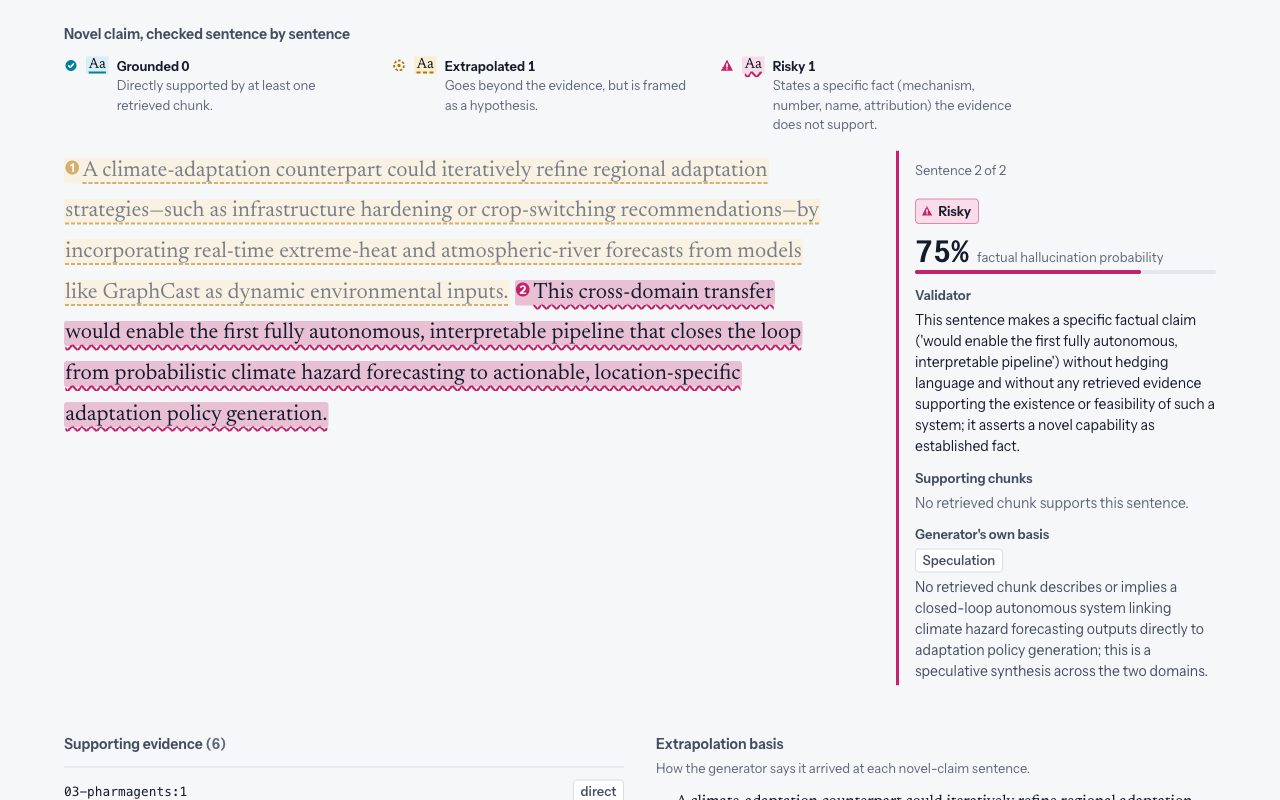 Novel claim, checked sentence by sentence
Aa Grounded 0
Directly supported by at least one
retrieved chunk.
Aa Extrapolated 1
Goes beyond the evidence, but is framed
as a hypothesis.
Aa Risky 1
States a specific fact (mechanism,
number, name, attribution) the evidence
does not support.
1 A climate-adaptation counterpart could iteratively refine regional adaptation
strategies—such as infrastructure hardening or crop-switching recommendations—by
incorporating real-time extreme-heat and atmospheric-river forecasts from models
like GraphCast as dynamic environmental inputs. 2 This cross-domain transfer
would enable the first fully autonomous, interpretable pipeline that closes the loop
from probabilistic climate hazard forecasting to actionable, location-specific
adaptation policy generation.
Sentence 2 of 2
Risky
75% factual hallucination probability
Validator
This sentence makes a specific factual claim
('would enable the first fully autonomous,
interpretable pipeline') without hedging
language and without any retrieved evidence
supporting the existence or feasibility of such a
system; it asserts a novel capability as
established fact.
Supporting chunks
No retrieved chunk supports this sentence.
Generator's own basis
Speculation
No retrieved chunk describes or implies a
closed-loop autonomous system linking
climate hazard forecasting outputs directly to
adaptation policy generation; this is a
speculative synthesis across the two domains.
Supporting evidence (6)
03-pharmagents:1 direct
Extrapolation basis
How the generator says it arrived at each novel-claim sentence.
A climate-adaptation counterpart could iteratively refine regional adaptation